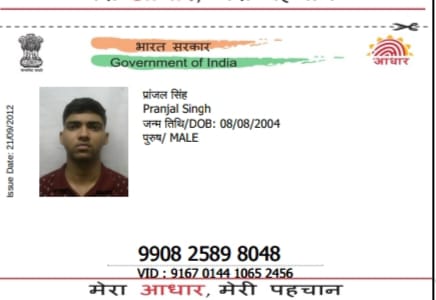 भारत सरकार
Government of India
आधार
Issue Date: 21/09/2012
प्रांजल सिंह
Pranjal Singh
जन्म तिथि/DOB: 08/08/2004
पुरुष/ MALE
9908 2589 8048
VID : 9167 0144 1065 2456
मेरा आधार, मेरी पहचान